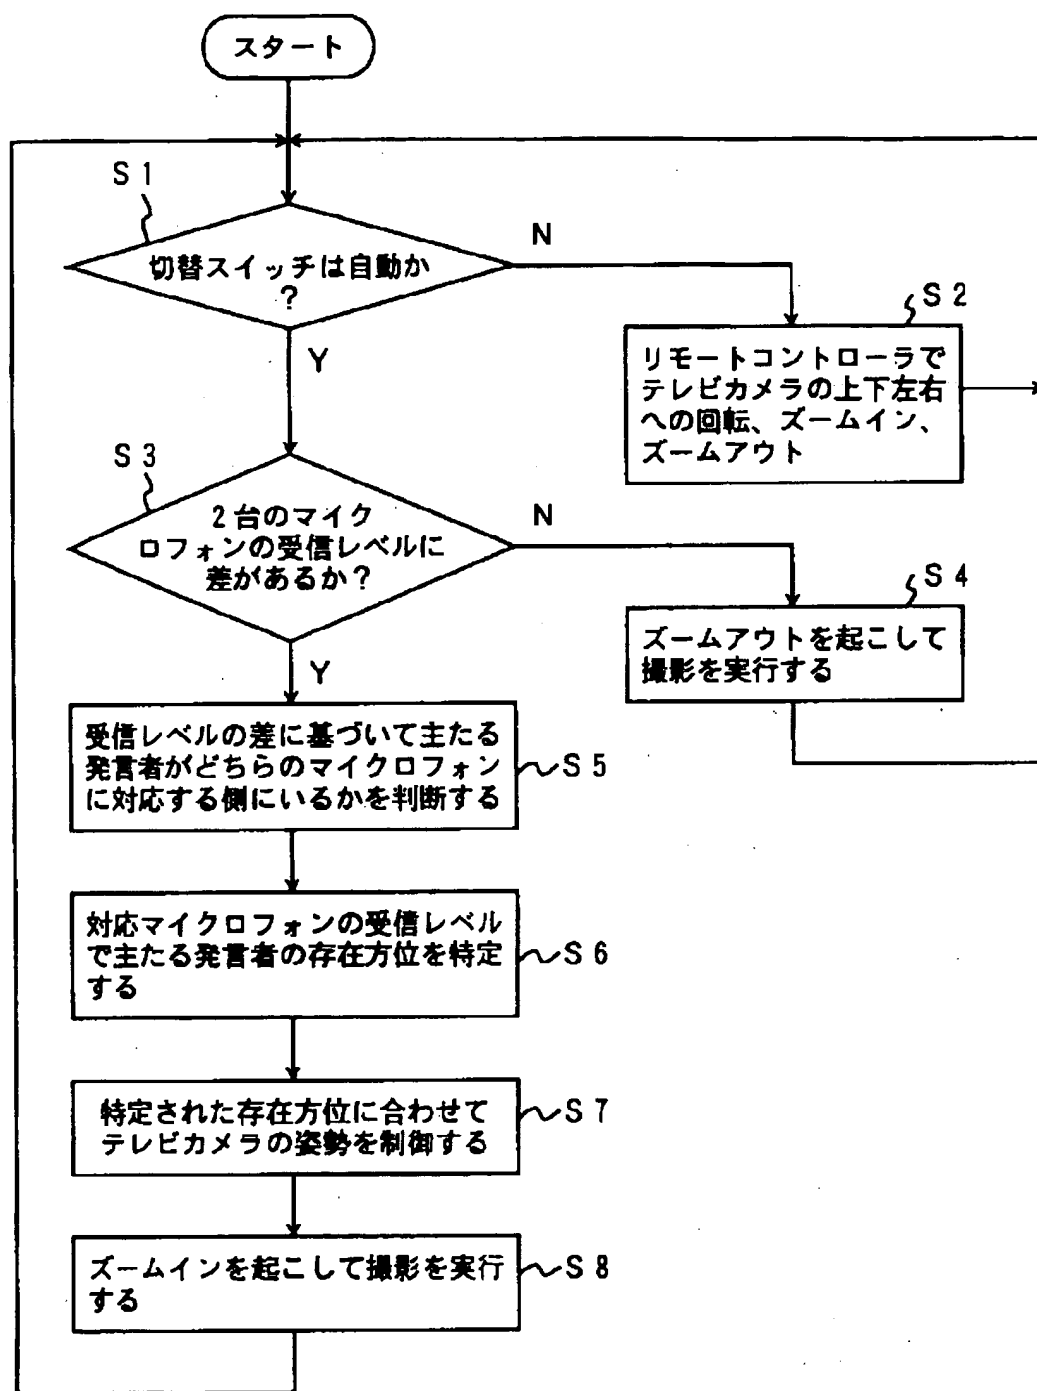 スタート
S1
切替スイッチは自動か
?
N
Y
S2
リモートコントローラで
テレビカメラの上下左右
への回転、ズームイン、
ズームアウト
S3
2台のマイク
ロフォンの受信レベルに
差があるか?
N
Y
S4
ズームアウトを起こして
撮影を実行する
受信レベルの差に基づいて主たる
発言者がどちらのマイクロフォン
に対応する側にいるかを判断する
S5
対応マイクロフォンの受信レベル
で主たる発言者の存在方位を特定
する
S6
特定された存在方位に合わせて
テレビカメラの姿勢を制御する
S7
ズームインを起こして撮影を実行
する
S8